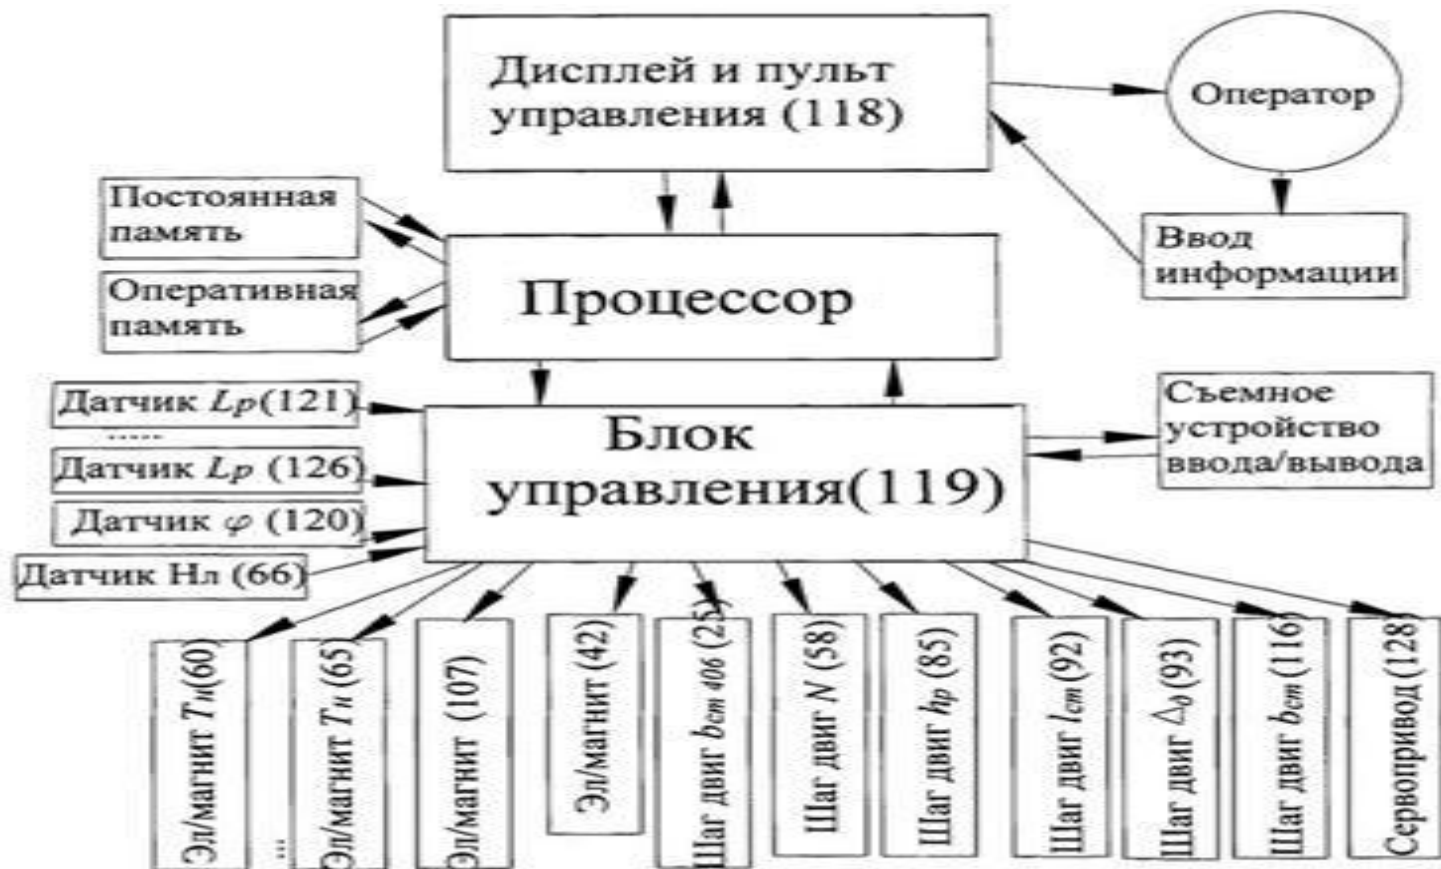 Дисплей и пульт
управления (118)
Оператор
Постоянная
память
Ввод
информации
Процессор
Оперативная
память
Датчик Lp(121)
.....
Датчик Lp (126)
Датчик φ (120)
Датчик Нл (66)
Блок
управления(119)
Съемное
устройство
ввода/вывода
Эл/магнит Tн(60)
...
Эл/магнит Tн (65)
Эл/магнит (107)
Эл/магнит (42)
Шаг двиг bст 406 (25)
Шаг двиг N (58)
Шаг двиг hp (85)
Шаг двиг lст (92)
Шаг двиг △д (93)
Шаг двиг bст (116)
Сервопривод (128)